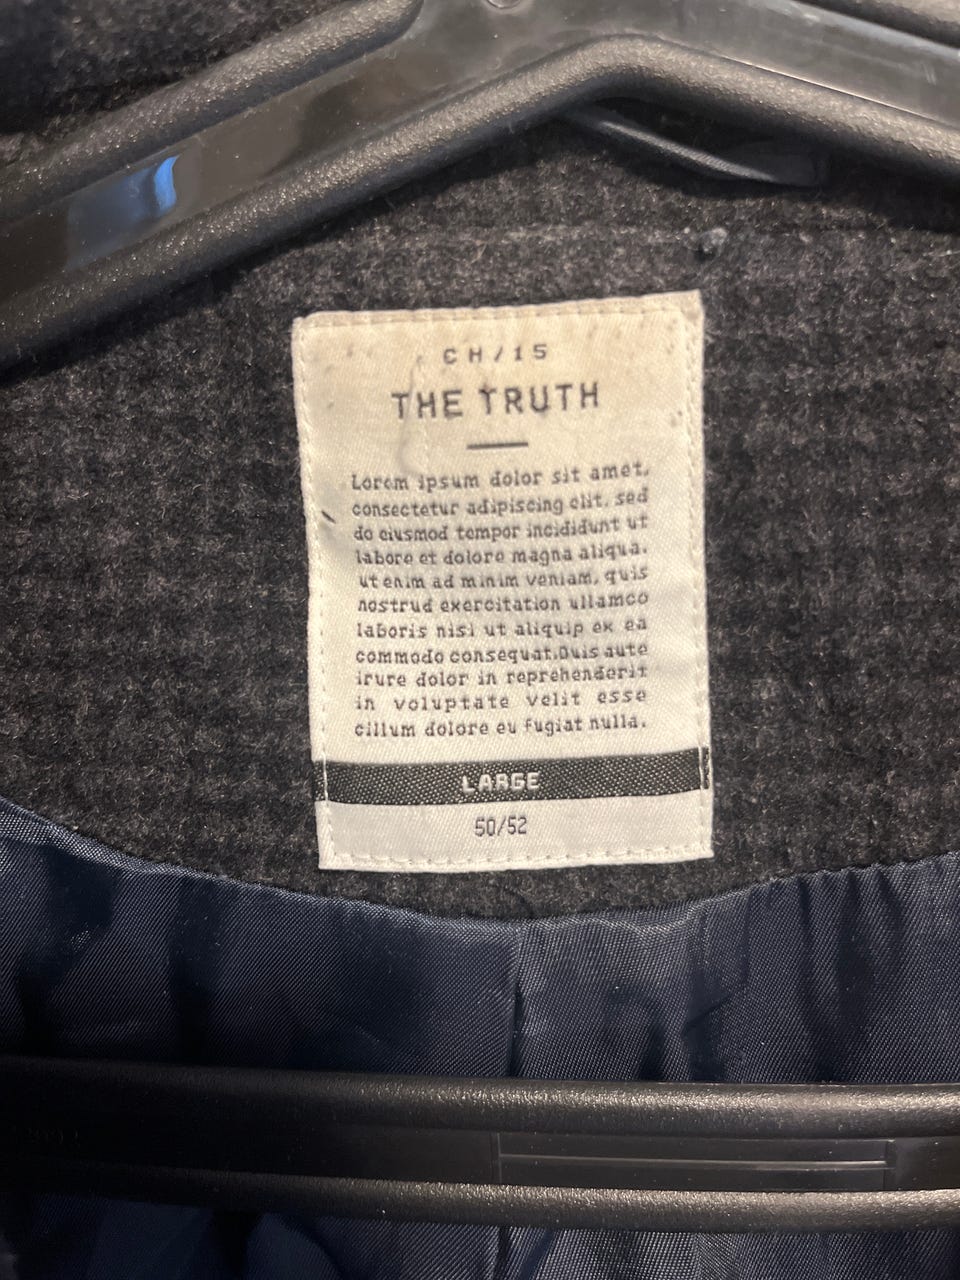 CH/15
THE TRUTH
Lorem ipsum dolor sit amet,
consectetur adipiscing elit, sed
do eiusmod tempor incididunt ut
labore et dolore magna aliqua.
ut enim ad minim veniam, quis
nostrud exercitation ullamco
laboris nisi ut aliquip ex ea
commodo consequat.Duis aute
irure dolor in reprehenderit
in voluptate velit esse
cillum dolore eu fugiat nulla.
LARGE
50/52